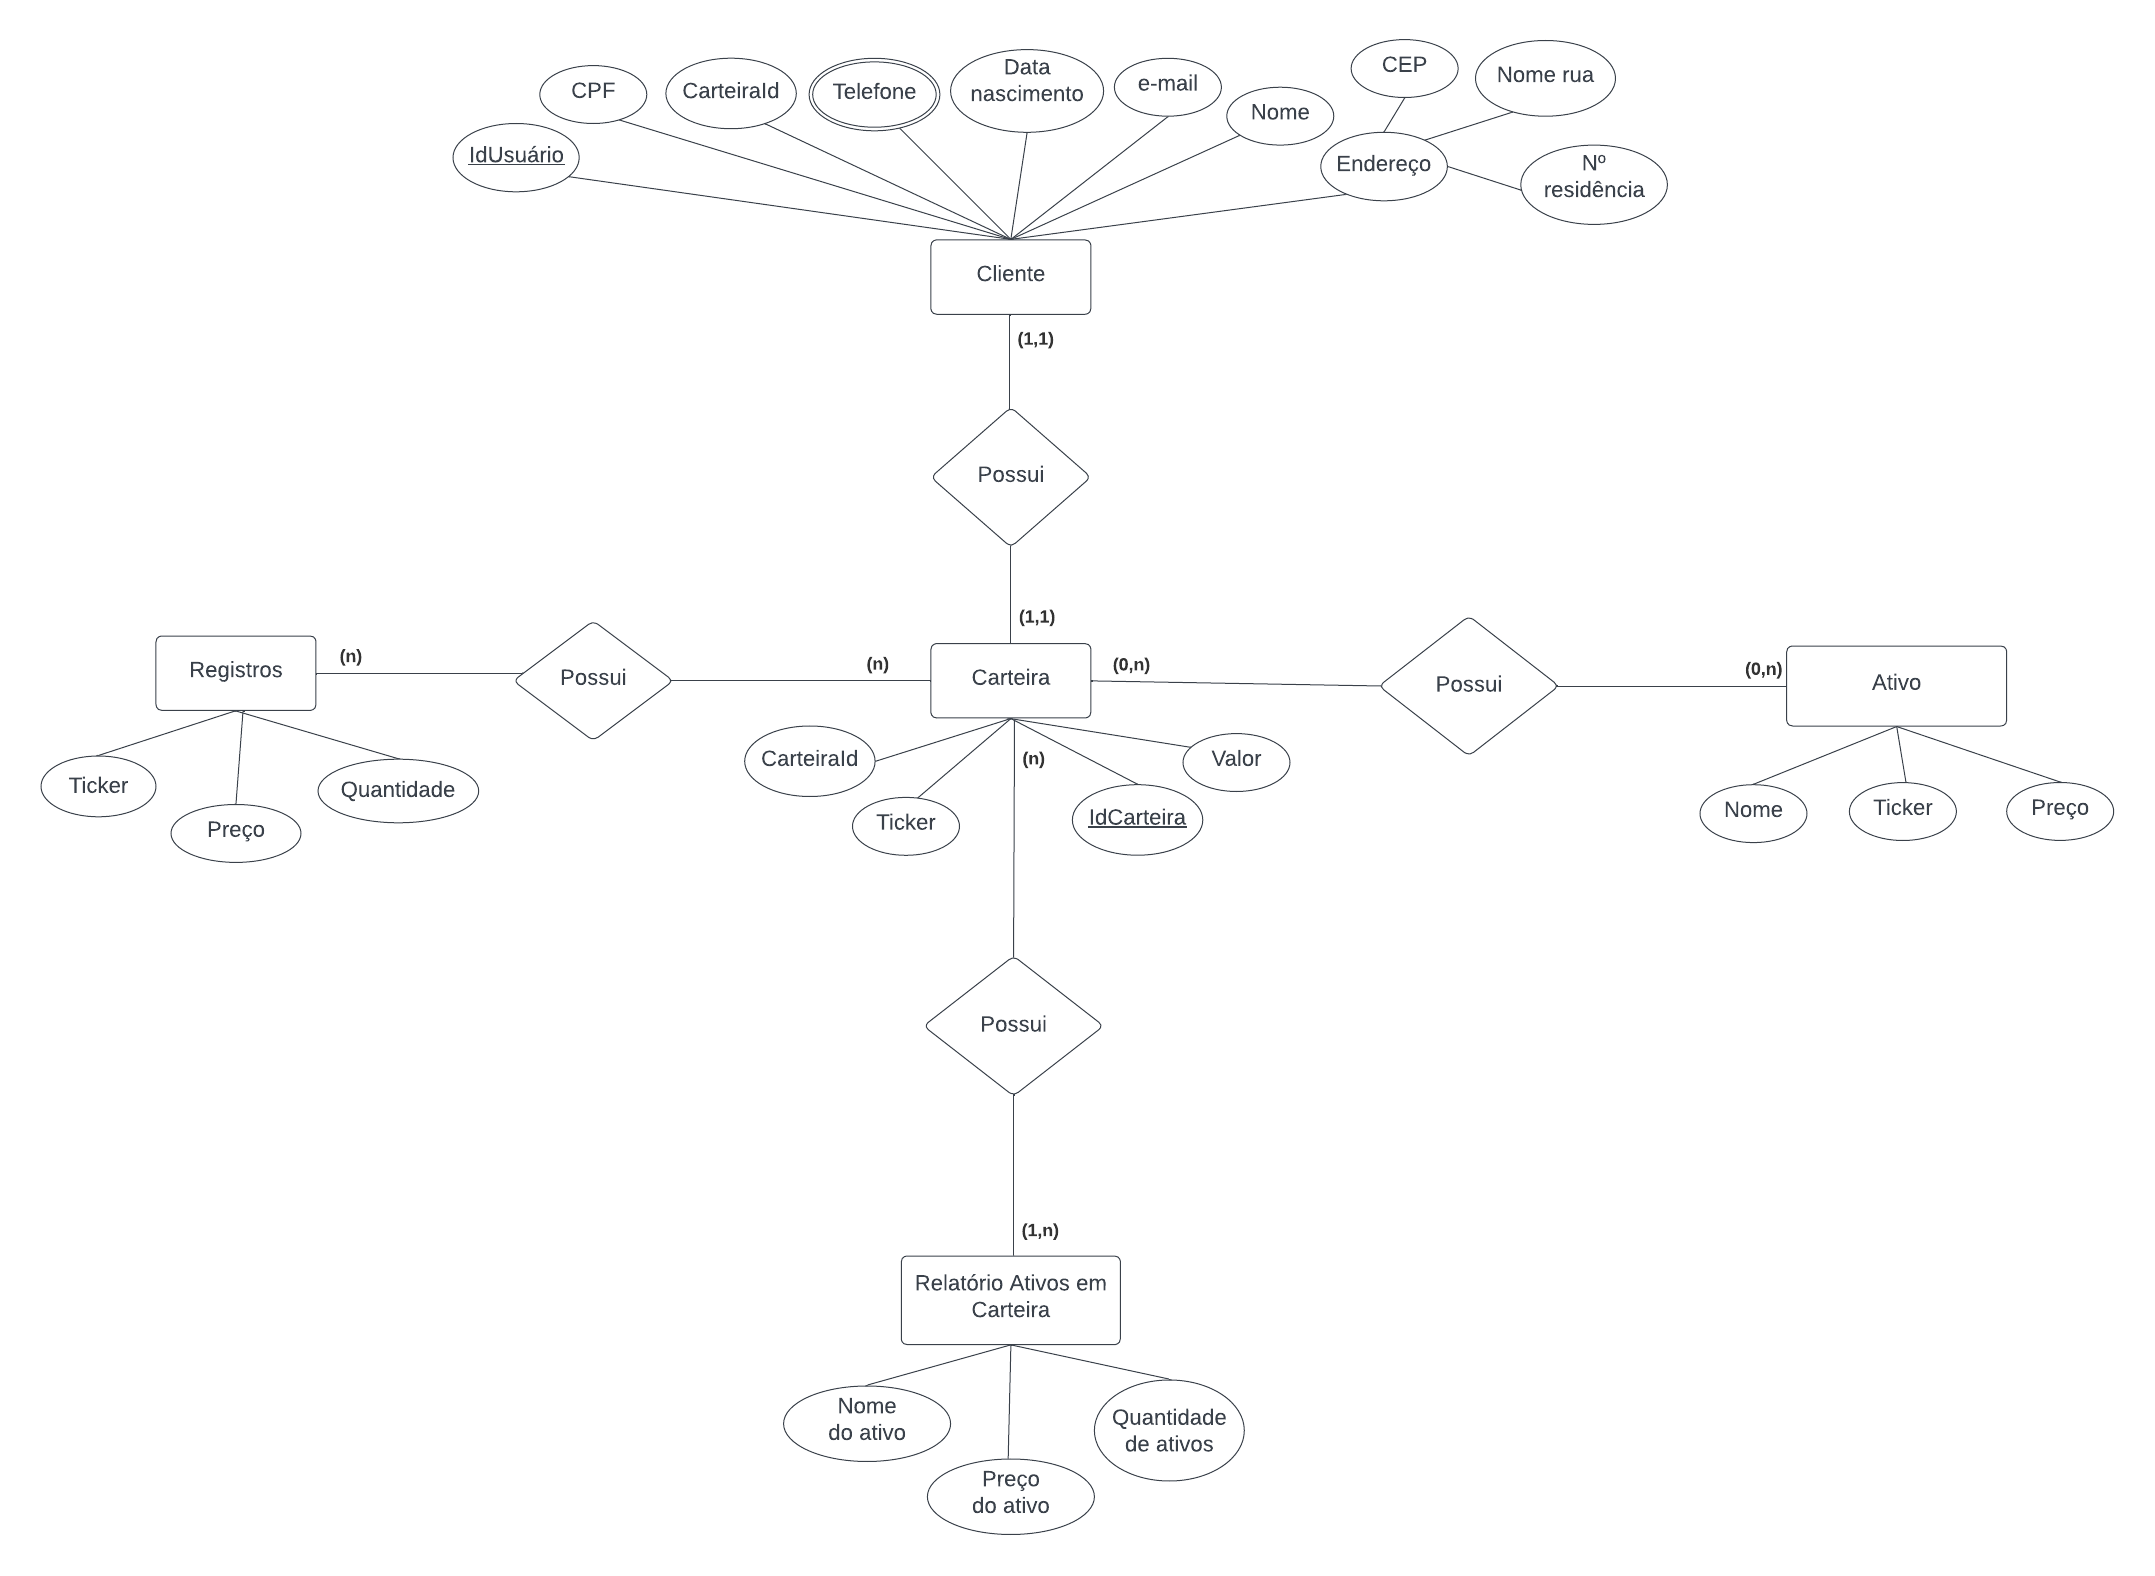 CPF
CarteiraId
Telefone
Data
nascimento
e-mail
Nome
CEP
Nome rua
IdUsuário
Endereço
Nº
residência
Cliente
(1,1)
Possui
(1,1)
Registros
(n)
Possui
(n)
Carteira
(0,n)
Possui
(0,n)
Ativo
Ticker
Preço
Quantidade
CarteiraId
Ticker
(n)
IdCarteira
Valor
Nome
Ticker
Preço
Possui
(1,n)
Relatório Ativos em
Carteira
Nome
do ativo
Preço
do ativo
Quantidade
de ativos